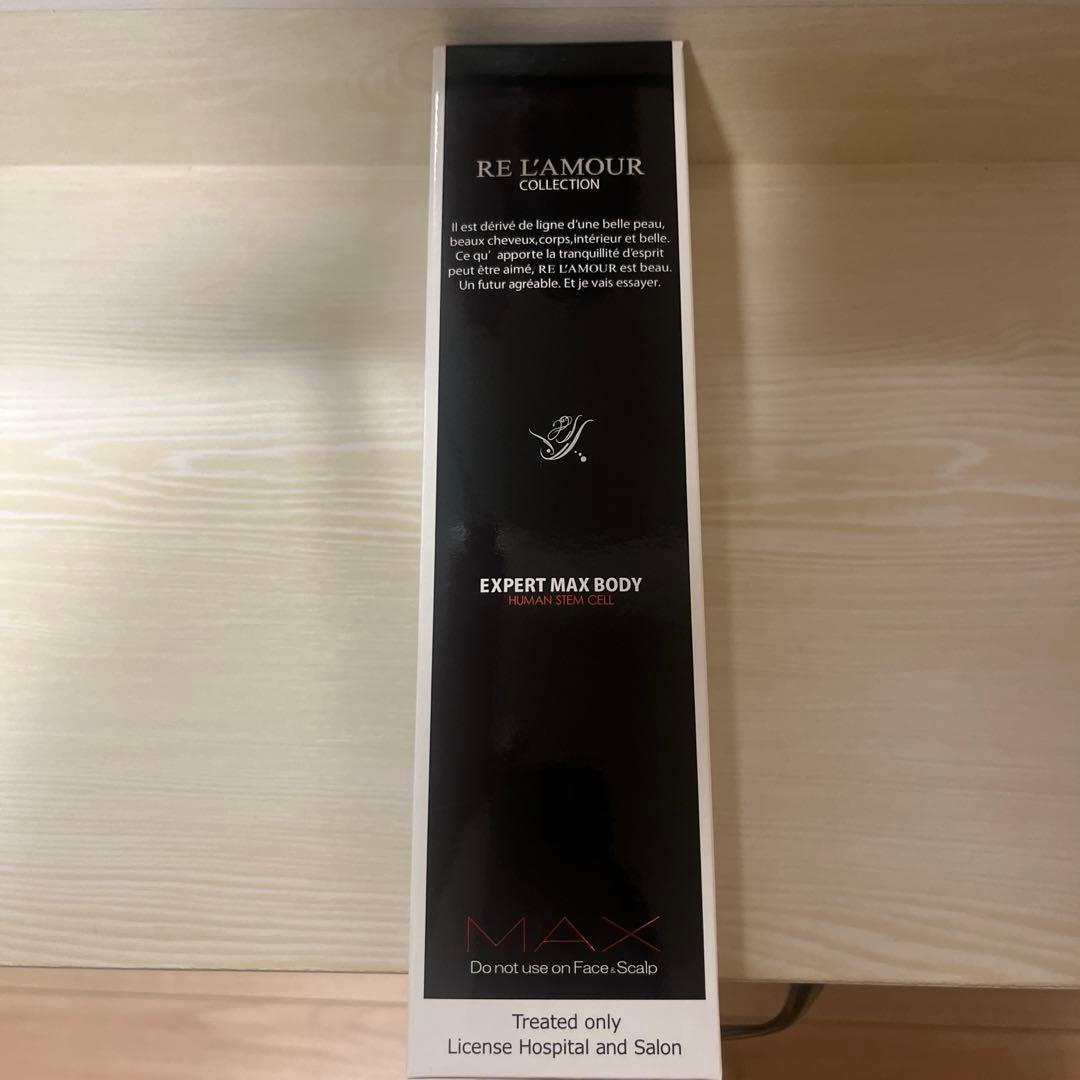 RE L'AMOUR
COLLECTION
Il est dérivé de ligne d'une belle peau,
beaux cheveux,corps,intérieur et belle.
Ce qu' apporte la tranquillité d'esprit
peut être aimé, RE L'AMOUR est beau.
Un futur agréable. Et je vais essayer.
EXPERT MAX BODY
HUMAN STEM CELL
MAX
Do not use on Face & Scalp
Treated only
License Hospital and Salon